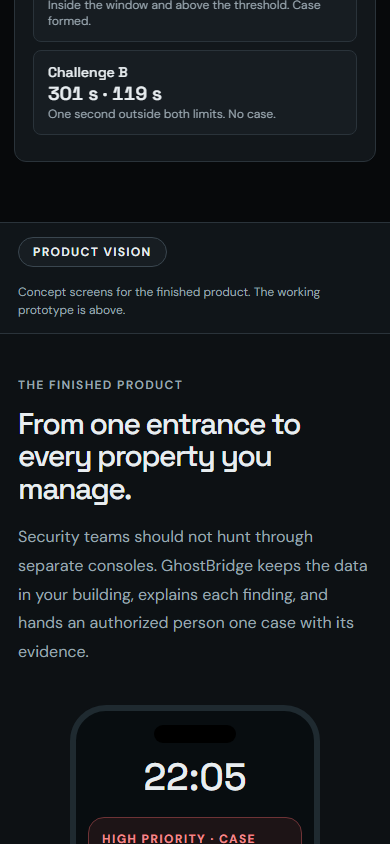 Inside the window and above the threshold. Case
formed.
Challenge B
301 s · 119 s
One second outside both limits. No case.
PRODUCT VISION
Concept screens for the finished product. The working
prototype is above.
THE FINISHED PRODUCT
From one entrance to
every property you
manage.
Security teams should not hunt through
separate consoles. GhostBridge keeps the data
in your building, explains each finding, and
hands an authorized person one case with its
evidence.
22:05
HIGH PRIORITY · CASE